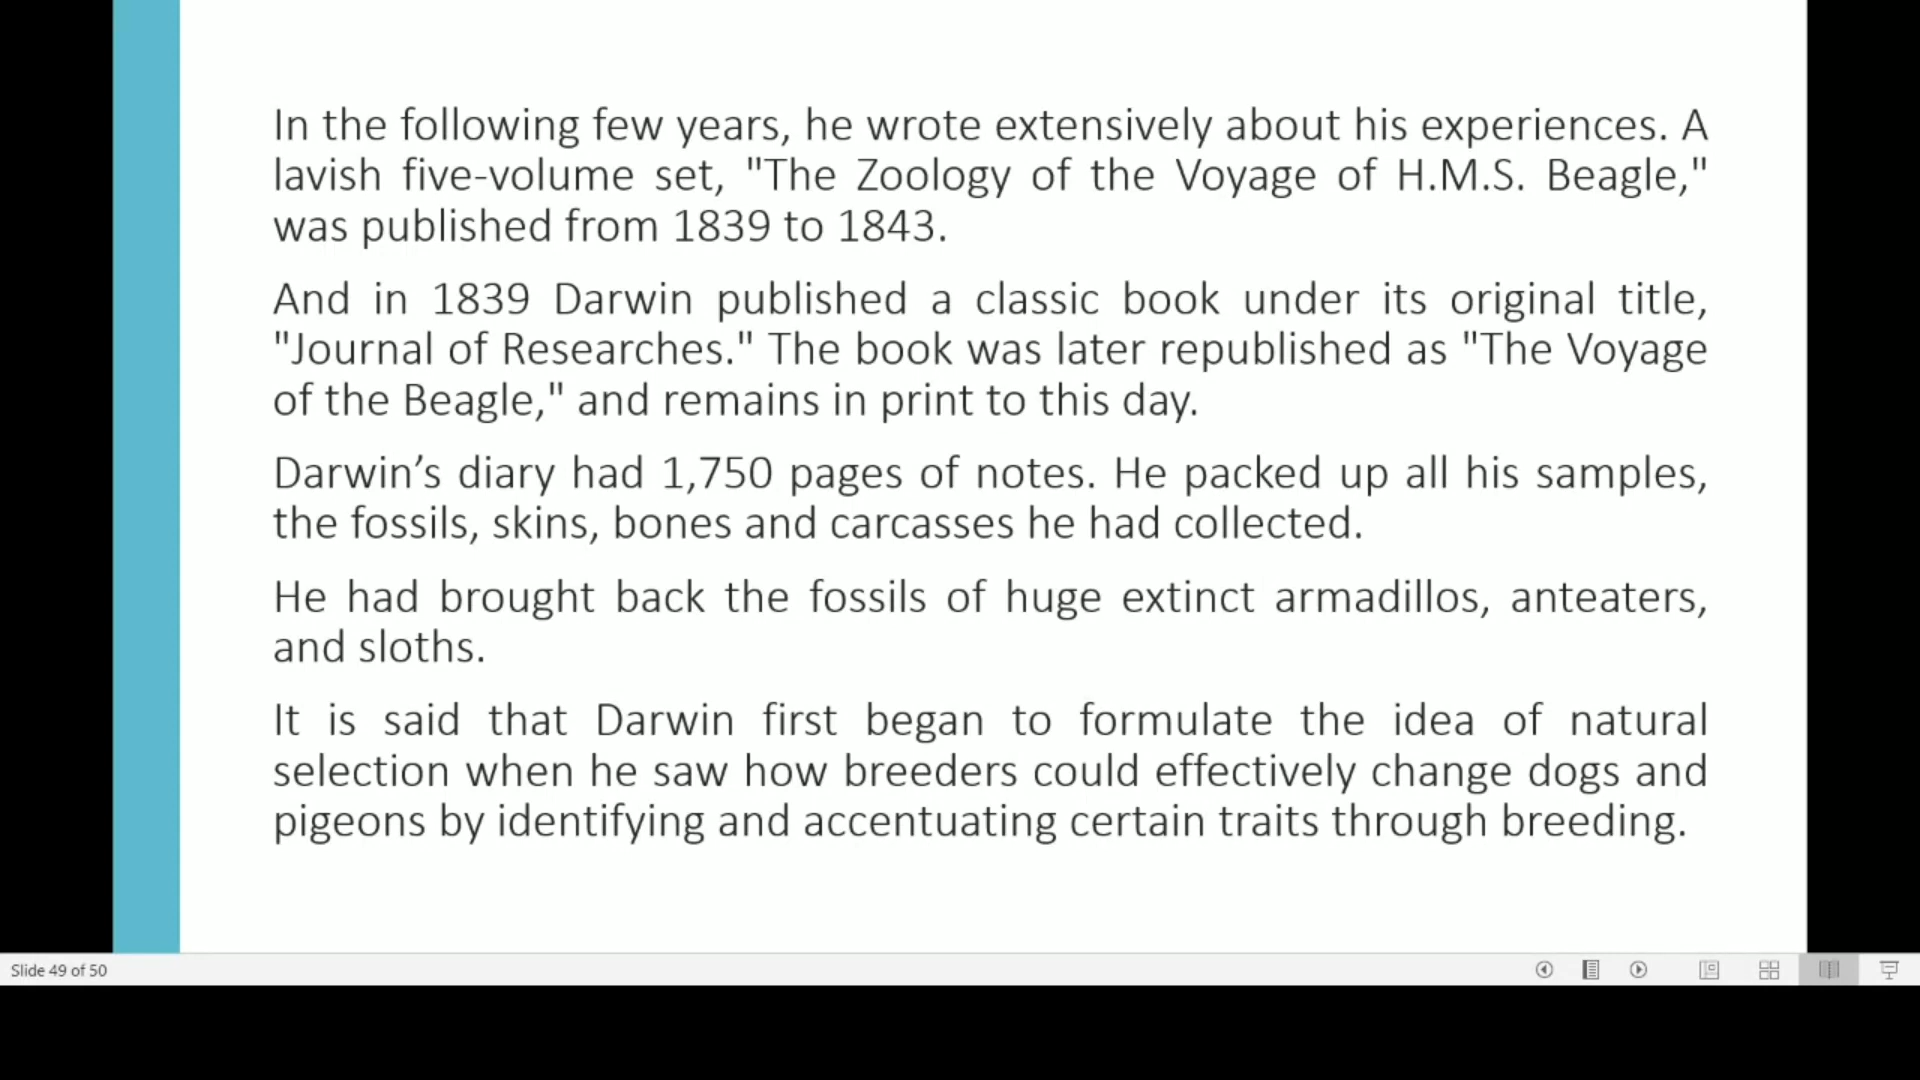 In the following few years, he wrote extensively about his experiences. A
lavish five-volume set, "The Zoology of the Voyage of H.M.S. Beagle,"
was published from 1839 to 1843.
And in 1839 Darwin published a classic book under its original title,
"Journal of Researches." The book was later republished as "The Voyage
of the Beagle," and remains in print to this day.
Darwin’s diary had 1,750 pages of notes. He packed up all his samples,
the fossils, skins, bones and carcasses he had collected.
He had brought back the fossils of huge extinct armadillos, anteaters,
and sloths.
It is said that Darwin first began to formulate the idea of natural
selection when he saw how breeders could effectively change dogs and
pigeons by identifying and accentuating certain traits through breeding.
Slide 49 of 50